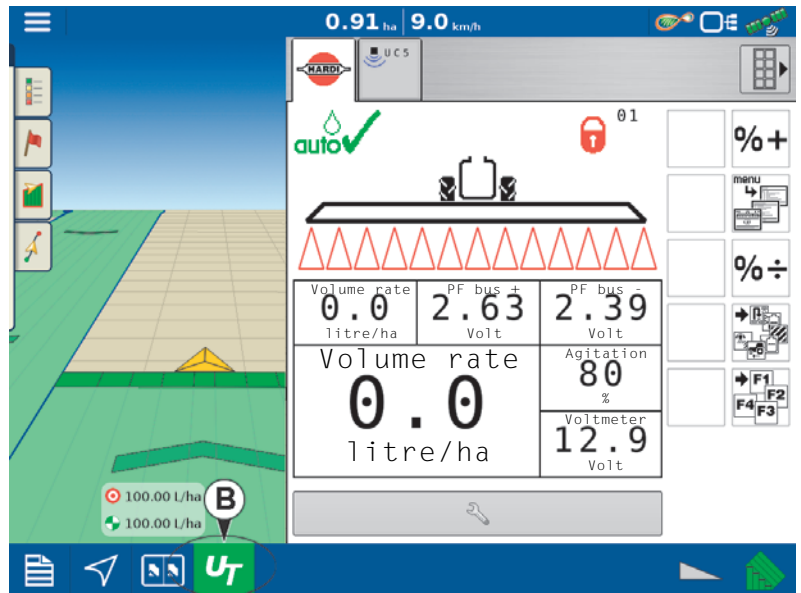 0.91 ha 9.0 km/h
HARDI
UC5
auto
01
%+
menu
%÷
F1
F2
F4 F3
Volume rate
0.0
litre/ha
PF bus +
2.63
Volt
PF bus -
2.39
Volt
Volume rate
0.0
litre/ha
Agitation
80
%
Voltmeter
12.9
Volt
100.00 L/ha
100.00 L/ha
B
UT